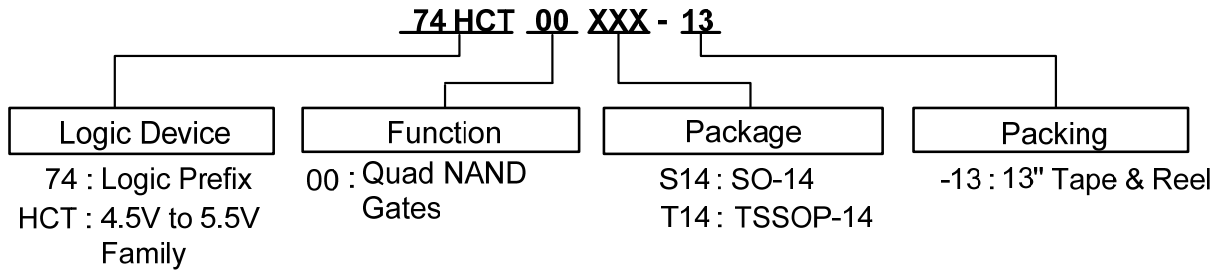 74 HCT 00 XXX - 13
Logic Device
74 : Logic Prefix
HCT : 4.5V to 5.5V
Family
Function
00 : Quad NAND
Gates
Package
S14 : SO-14
T14 : TSSOP-14
Packing
-13 : 13" Tape & Reel